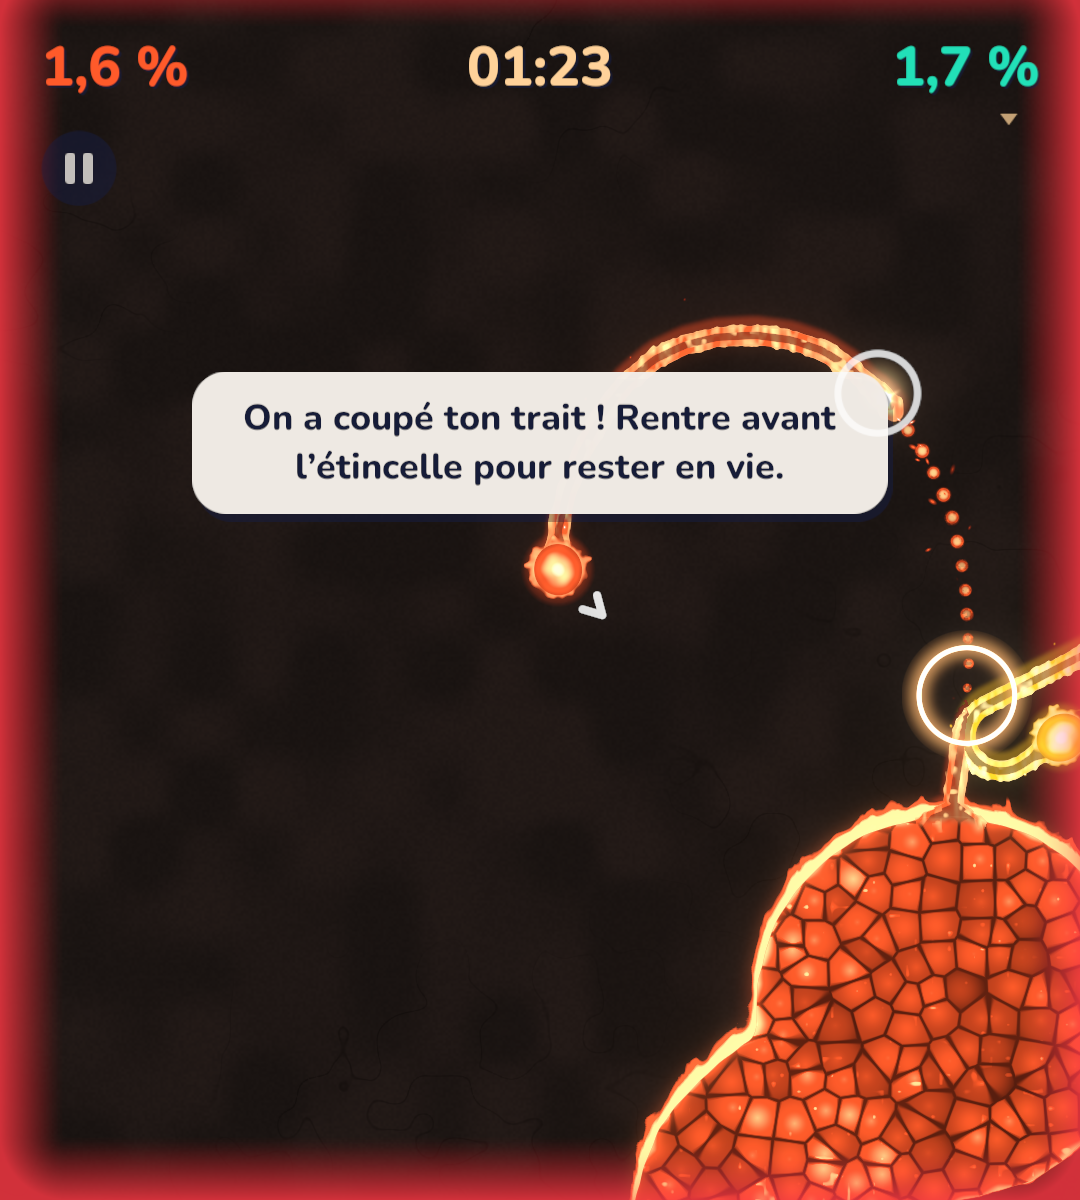 1,6 %
01:23
1,7 %
On a coupé ton trait ! Rentre avant
l’étincelle pour rester en vie.